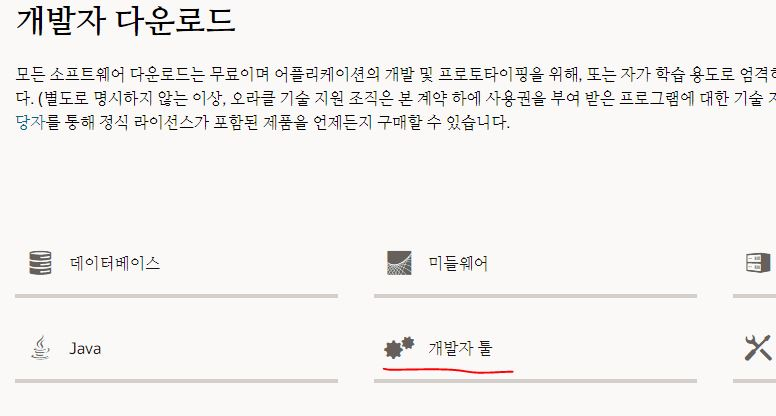 개발자 다운로드
모든 소프트웨어 다운로드는 무료이며 어플리케이션의 개발 및 프로토타이핑을 위해, 또는 자가 학습 용도로 엄격하
다. (별도로 명시하지 않는 이상, 오라클 기술 지원 조직은 본 계약 하에 사용권을 부여 받은 프로그램에 대한 기술 지
당자를 통해 정식 라이선스가 포함된 제품을 언제든지 구매할 수 있습니다.
데이터베이스
미들웨어
Java
개발자 툴